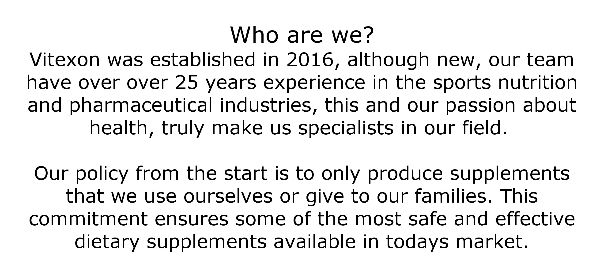 Who are we?
Vitexon was established in 2016, although new, our team
have over over 25 years experience in the sports nutrition
and pharmaceutical industries, this and our passion about
health, truly make us specialists in our field.
Our policy from the start is to only produce supplements
that we use ourselves or give to our families. This
commitment ensures some of the most safe and effective
dietary supplements available in todays market.